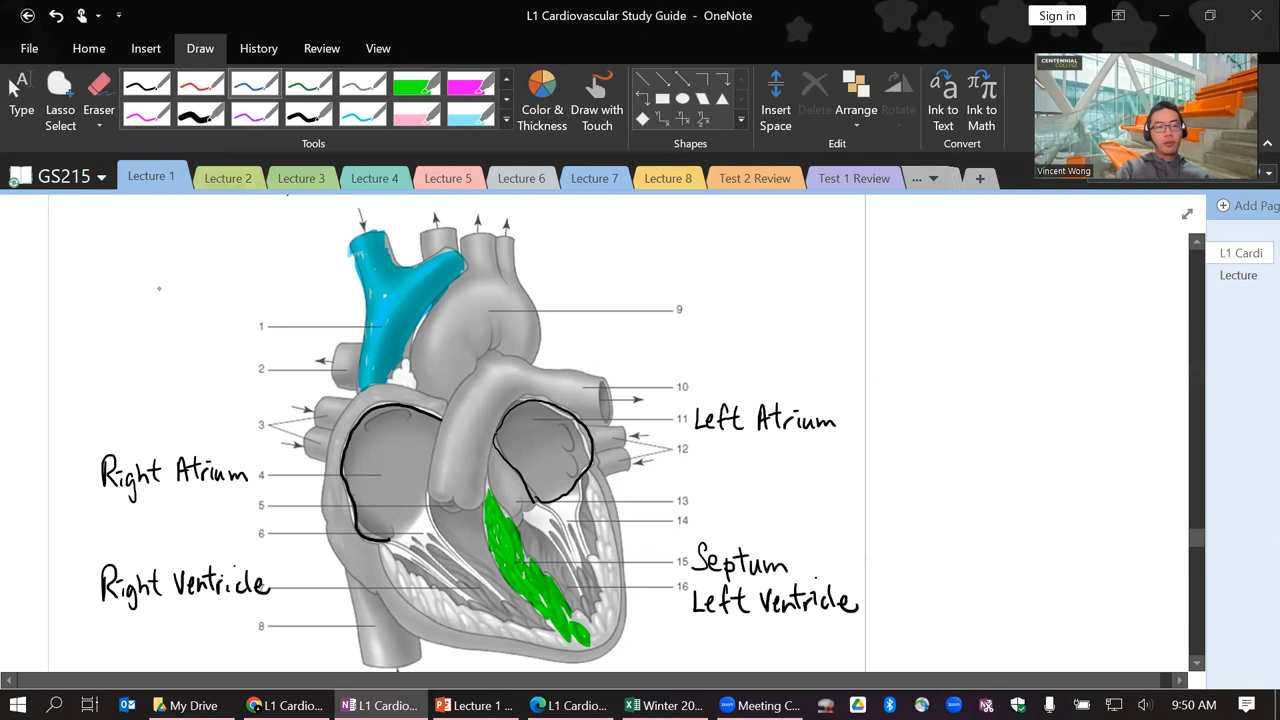 L1 Cardiovascular Study Guide - OneNote
Sign in
File Home Insert Draw History Review View
Type
Lasso Select
Eraser
Color & Thickness
Draw with Touch
Insert Space
Delete
Arrange
Rotate
Ink to Text
Ink to Math
Tools
Shapes
Edit
Convert
CENTENNIAL COLLEGE
Vincent Wong
GS215
Lecture 1 Lecture 2 Lecture 3 Lecture 4 Lecture 5 Lecture 6 Lecture 7 Lecture 8 Test 2 Review Test 1 Review ...
Add Pag
L1 Cardi
Lecture
1
2
3
Right Atrium 4
5
6
Right Ventricle
8
9
10
11 Left Atrium
12
13
14
15 Septum
16 Left Ventricle
My Drive
L1 Cardio...
L1 Cardio...
Lecture 1 ...
Cardio...
Winter 20...
Meeting C...
9:50 AM